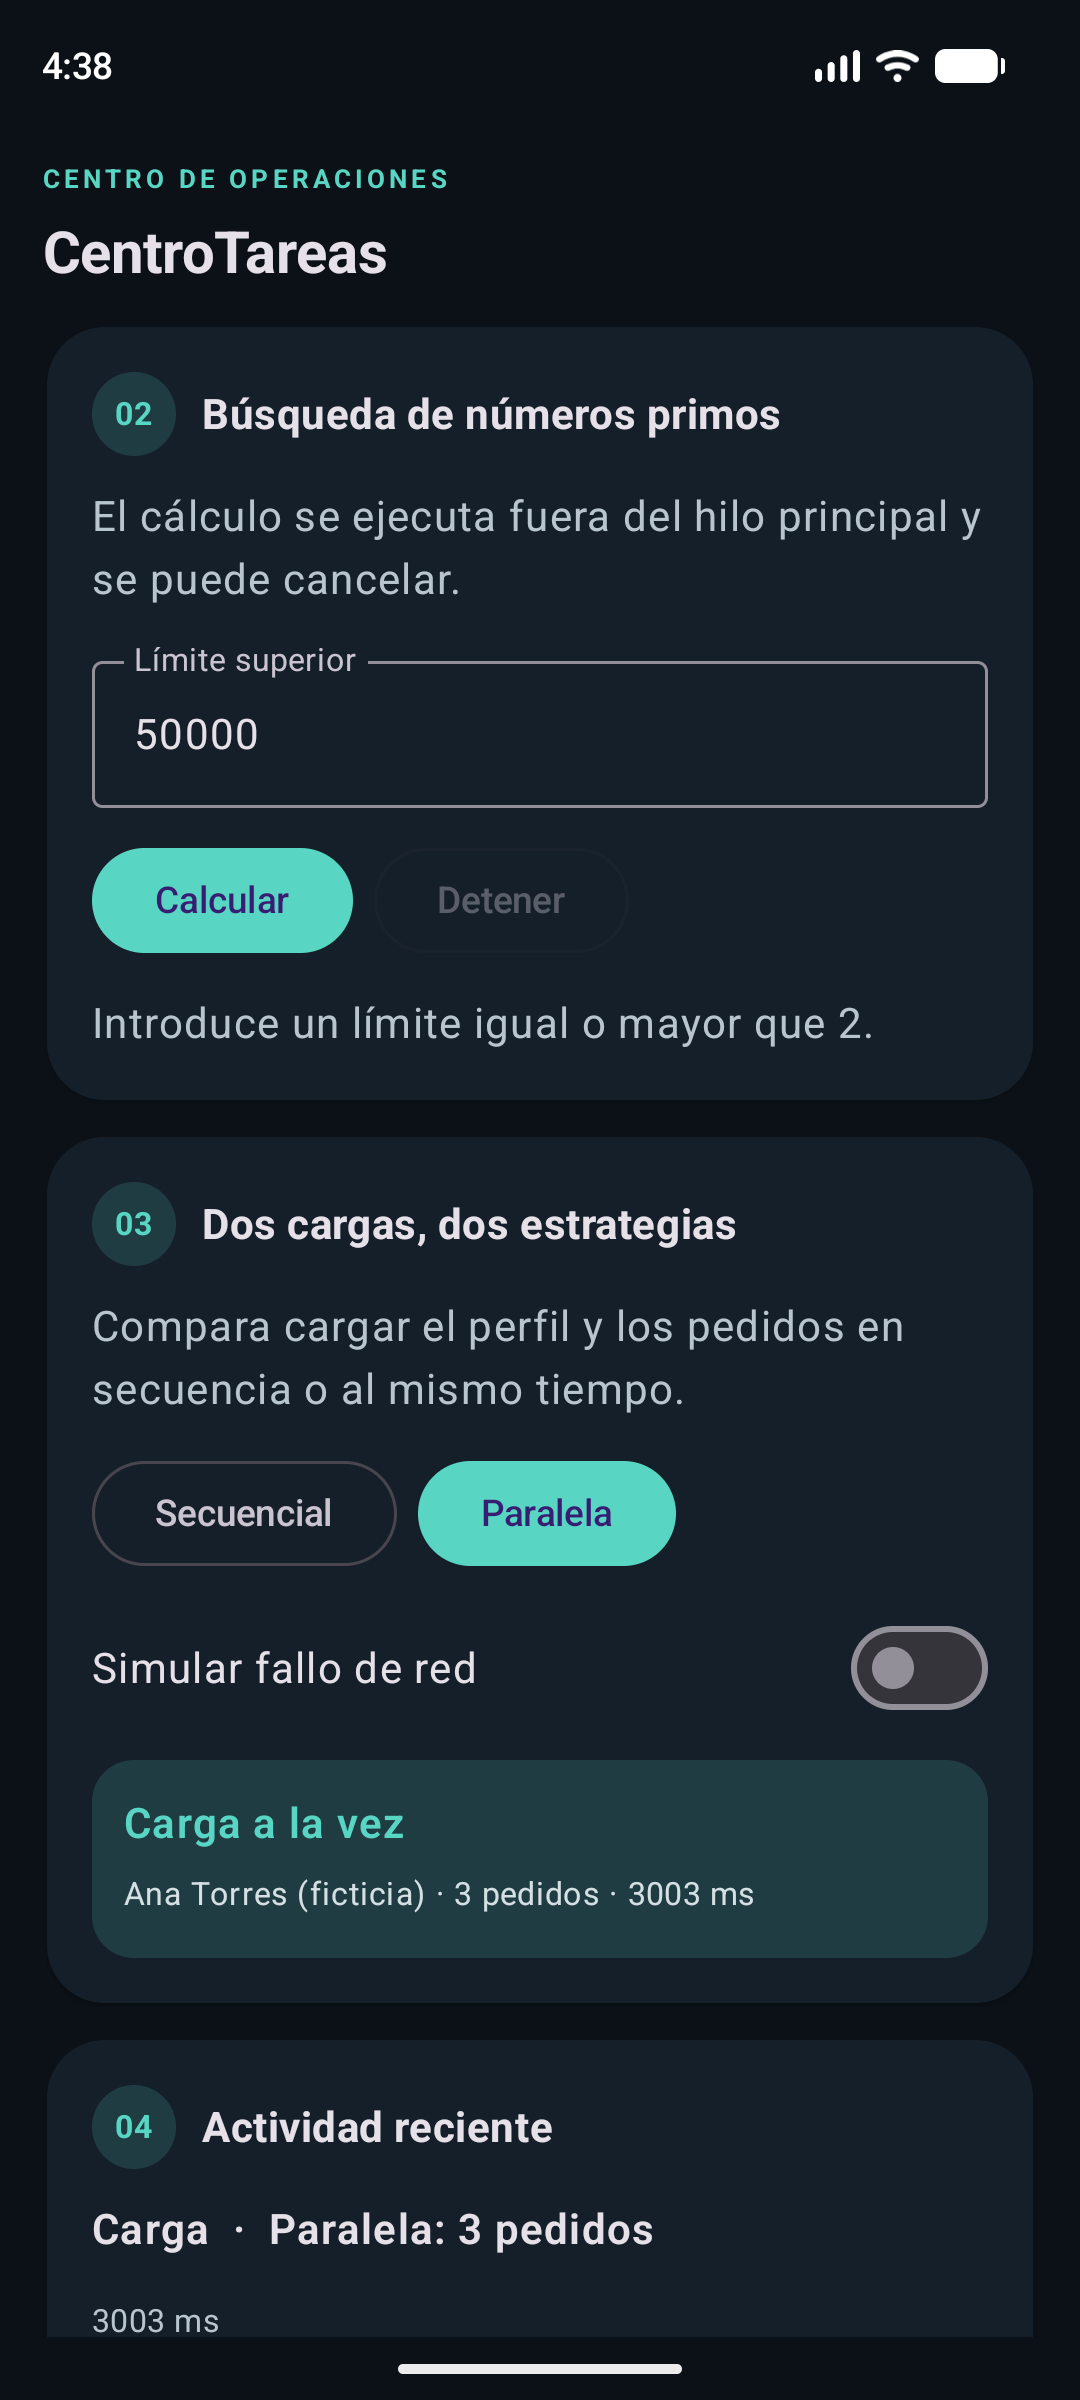 4:38
CENTRO DE OPERACIONES
CentroTareas
02 Búsqueda de números primos
El cálculo se ejecuta fuera del hilo principal y
se puede cancelar.
Límite superior
50000
Calcular Detener
Introduce un límite igual o mayor que 2.
03 Dos cargas, dos estrategias
Compara cargar el perfil y los pedidos en
secuencia o al mismo tiempo.
Secuencial Paralela
Simular fallo de red
Carga a la vez
Ana Torres (ficticia) · 3 pedidos · 3003 ms
04 Actividad reciente
Carga · Paralela: 3 pedidos
3003 ms